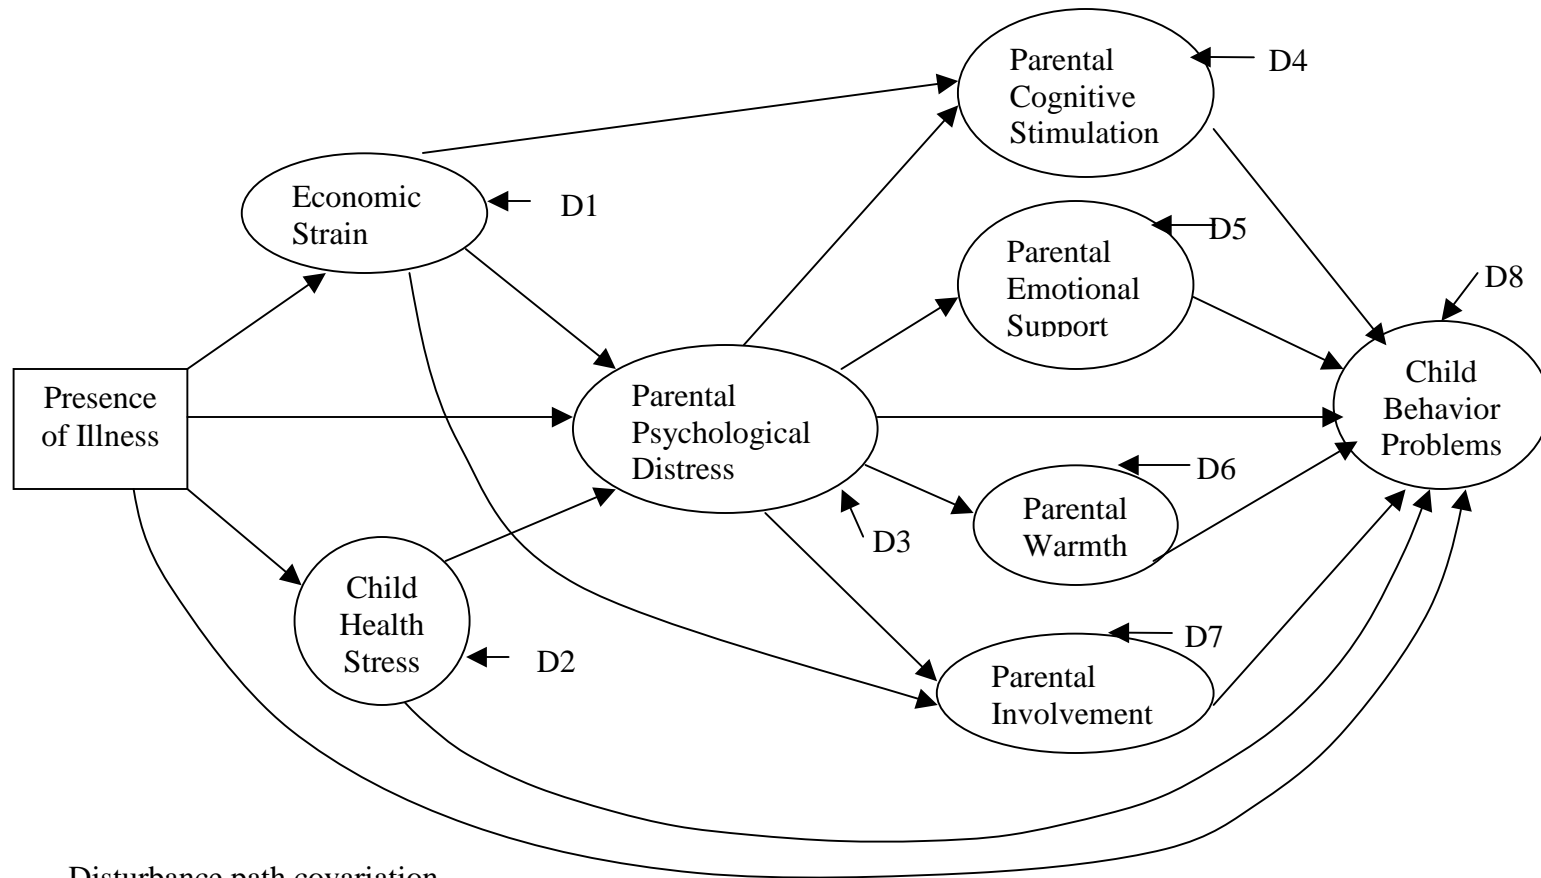 Parental
Cognitive
Stimulation
D4
Economic
Strain
D1
Parental
Emotional
Support
D5
D8
Presence
of Illness
Parental
Psychological
Distress
Child
Behavior
Problems
D3
Parental
Warmth
D6
Child
Health
Stress
D2
Parental
Involvement
D7
Disturbance path covariation